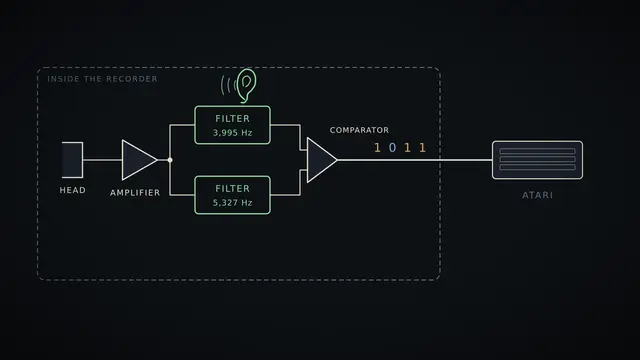 INSIDE THE RECORDER
FILTER
3,995 Hz
COMPARATOR
1 0 1 1
HEAD
AMPLIFIER
FILTER
5,327 Hz
ATARI